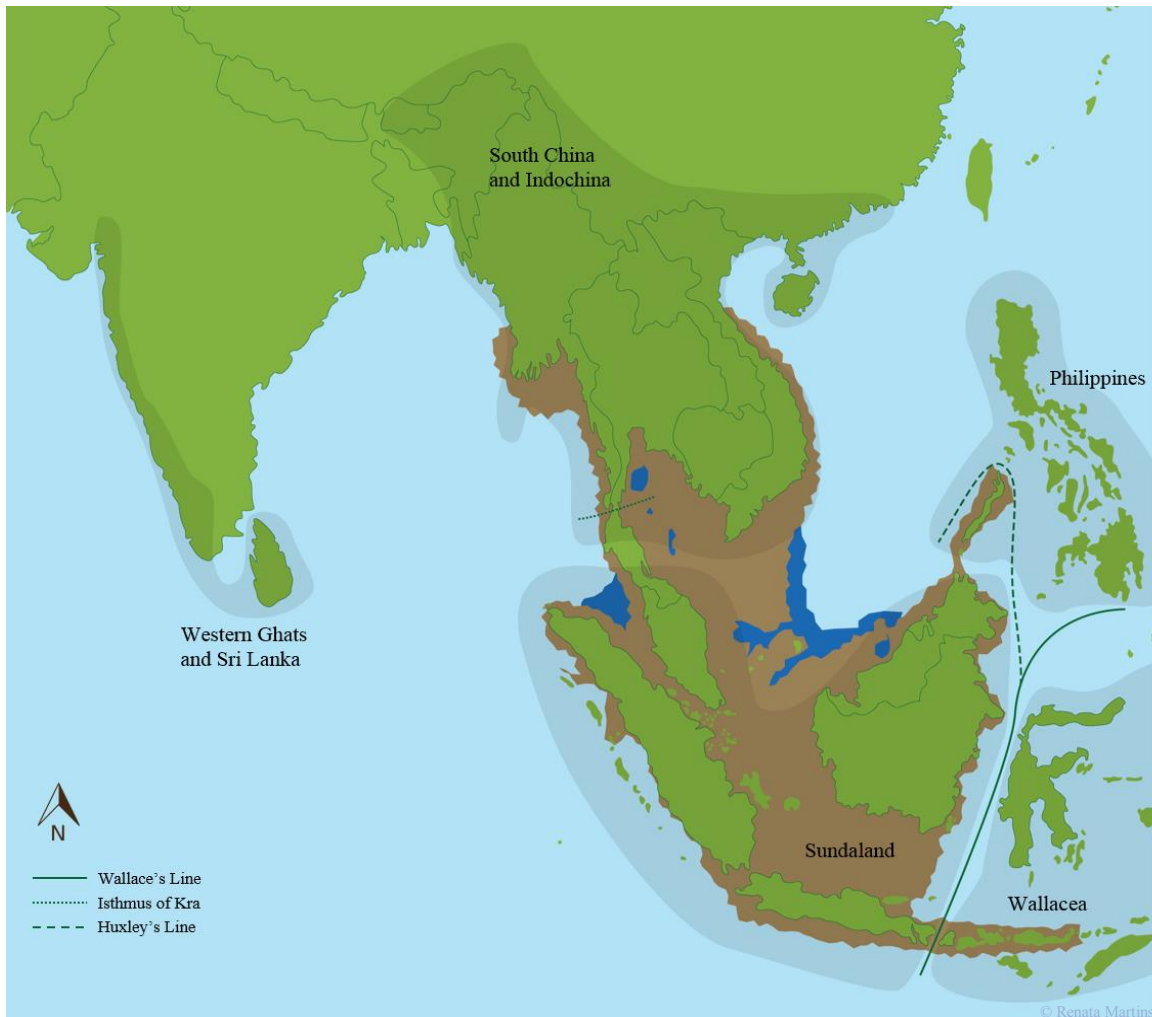 South China
and Indochina
Philippines
Western Ghats
and Sri Lanka
Sundaland
Wallacea
N
Wallace's Line
Isthmus of Kra
Huxley's Line
© Renata Martins